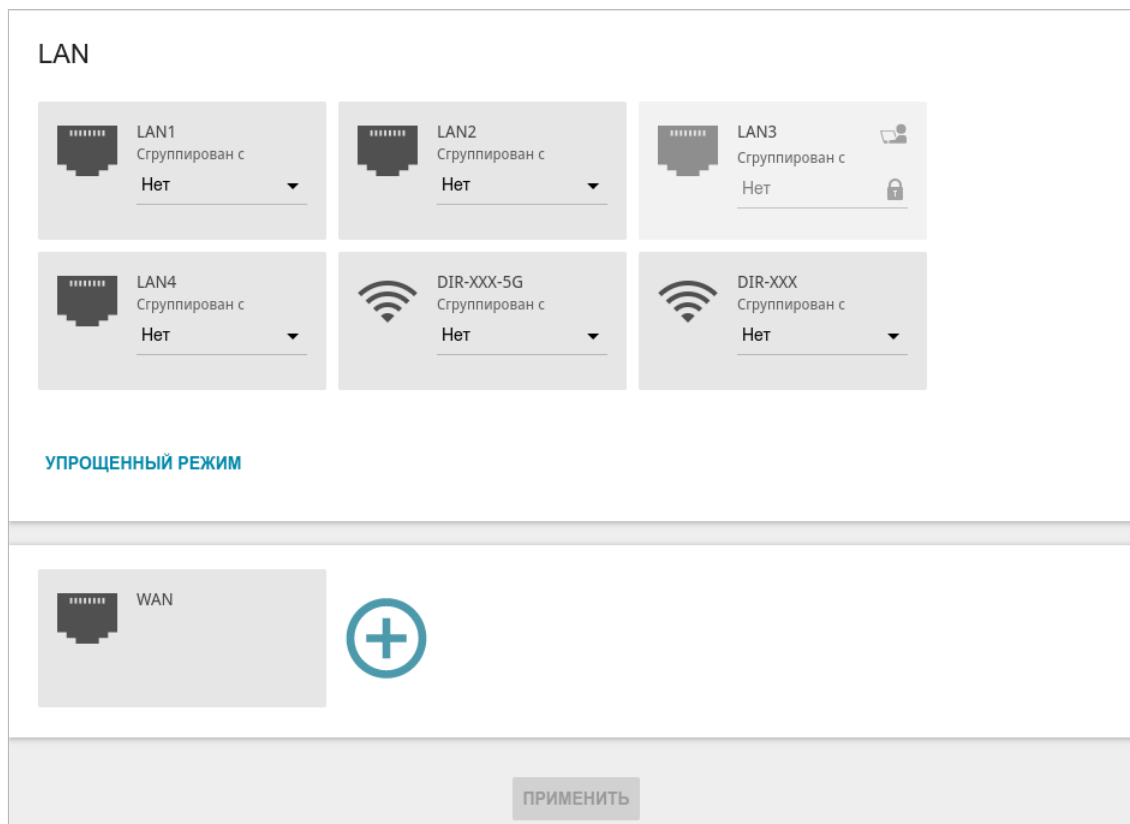 LAN
LAN1
Сгруппирован с
Нет
LAN2
Сгруппирован с
Нет
LAN3
Сгруппирован с
Нет
LAN4
Сгруппирован с
Нет
DIR-XXX-5G
Сгруппирован с
Нет
DIR-XXX
Сгруппирован с
Нет
УПРОЩЕННЫЙ РЕЖИМ
WAN
ПРИМЕНИТЬ